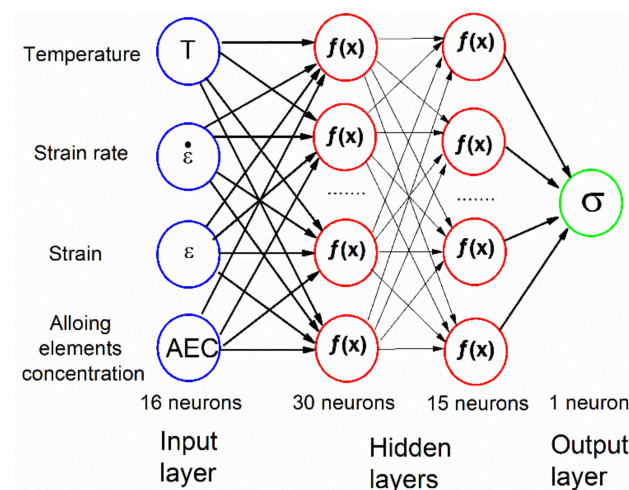 Temperature
T
f(x)
f(x)
Strain rate
ε̇
f(x)
f(x)
.......
.......
σ
Strain
ε
f(x)
f(x)
Alloing
elements
concentration
AEC
f(x)
f(x)
16 neurons
30 neurons
15 neurons
1 neuron
Input
layer
Hidden
layers
Output
layer